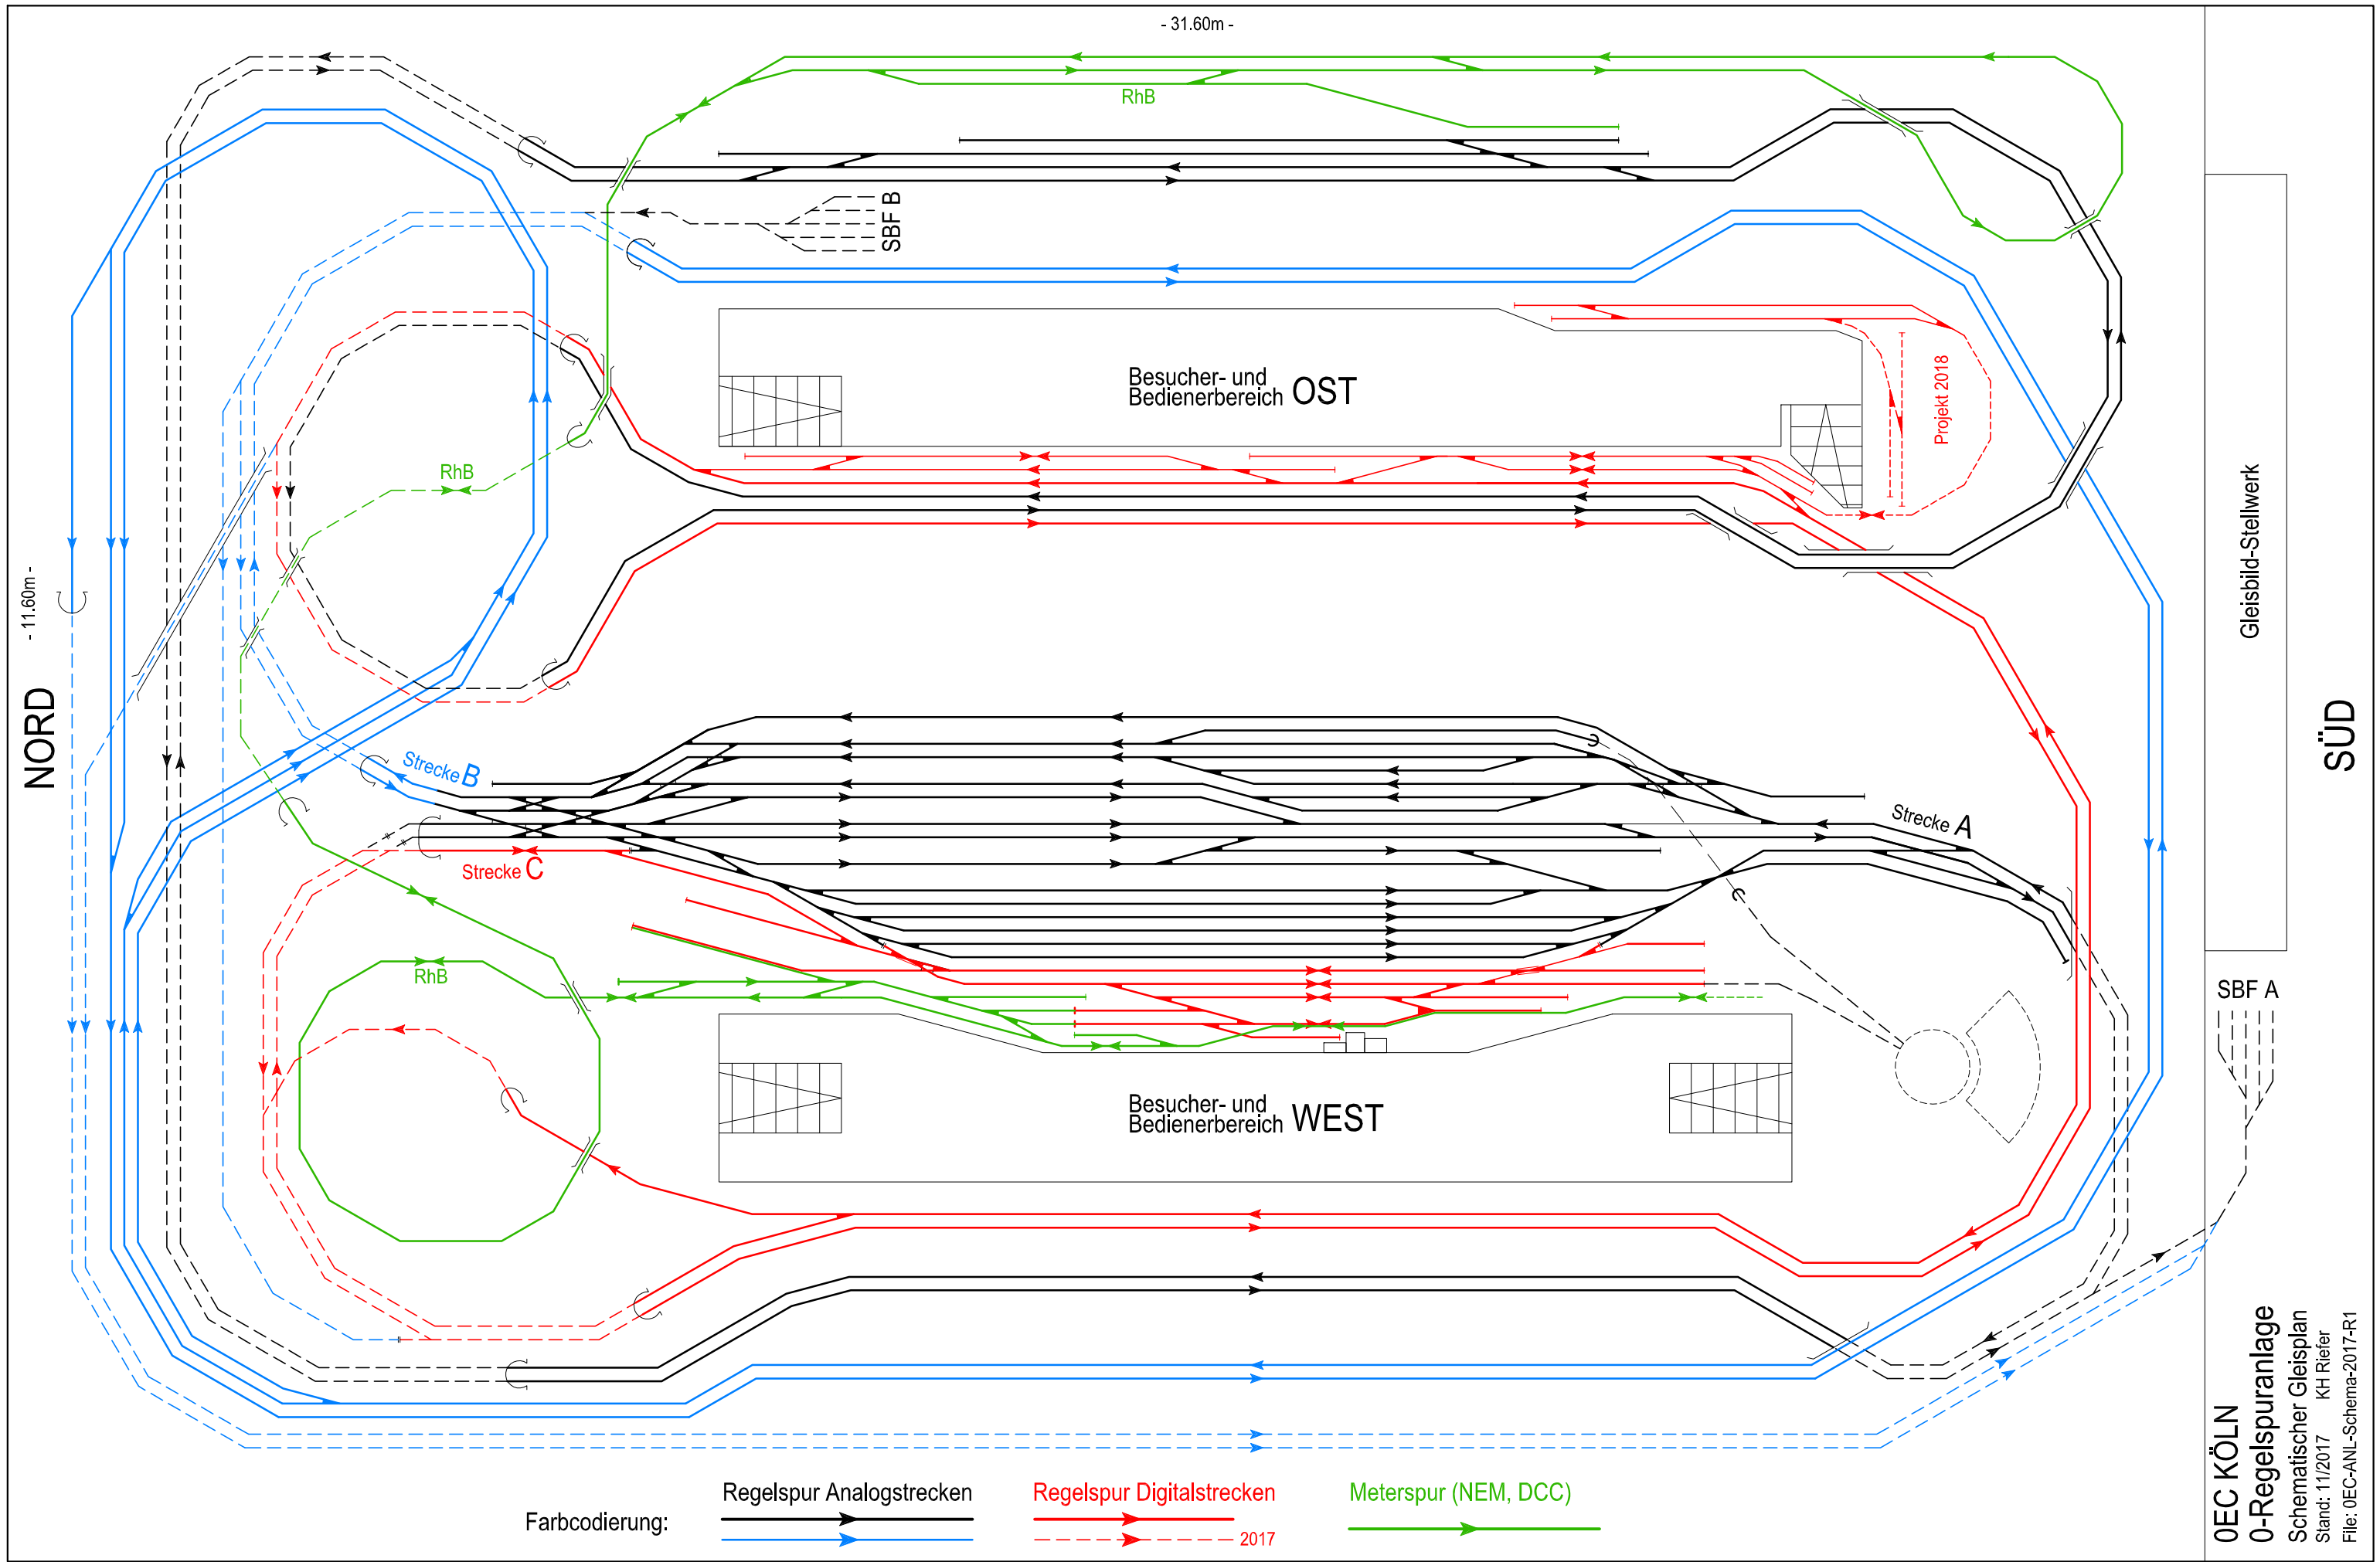 - 31.60m -
RhB
SBF B
Besucher- und
Bedienerbereich OST
Projekt 2018
RhB
Gleisbild-Stellwerk
- 11.60m -
NORD
SÜD
Strecke B
Strecke A
Strecke C
RhB
SBF A
Besucher- und
Bedienerbereich WEST
0EC KÖLN
0-Regelspuranlage
Schematischer Gleisplan
Stand: 11/2017 KH Riefer
File: 0EC-ANL-Schema-2017-R1
Farbcodierung:
Regelspur Analogstrecken
Regelspur Digitalstrecken
2017
Meterspur (NEM, DCC)